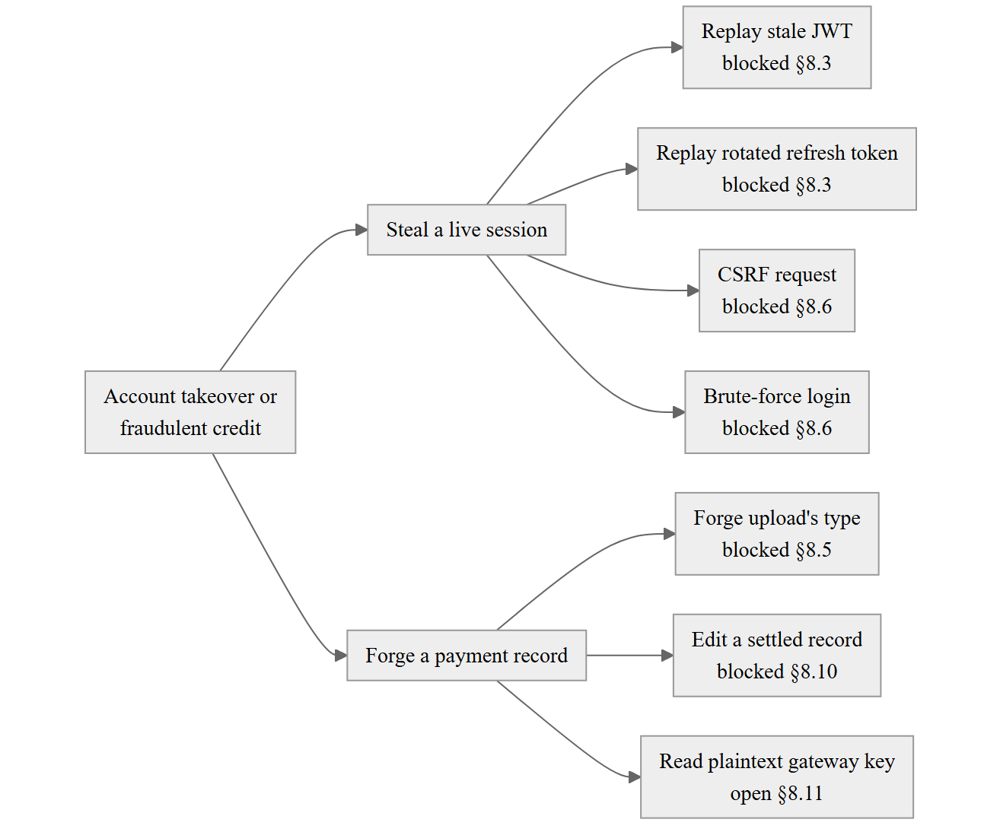 Replay stale JWT
blocked §8.3
Replay rotated refresh token
blocked §8.3
Steal a live session
CSRF request
blocked §8.6
Account takeover or
fraudulent credit
Brute-force login
blocked §8.6
Forge upload's type
blocked §8.5
Forge a payment record
Edit a settled record
blocked §8.10
Read plaintext gateway key
open §8.11